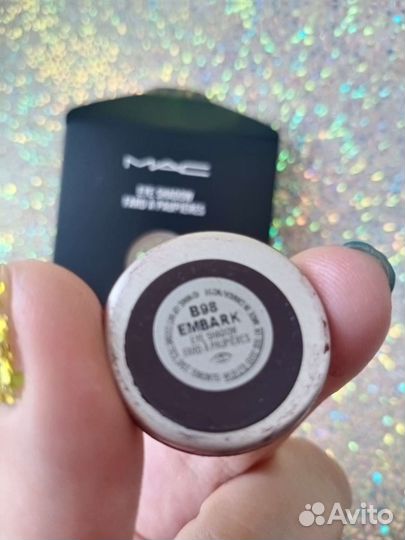 MAC
EYE SHADOW
FARD À PAUPIÈRES
B98
EMBARK
EYE SHADOW
FARD À PAUPIÈRES
Avito